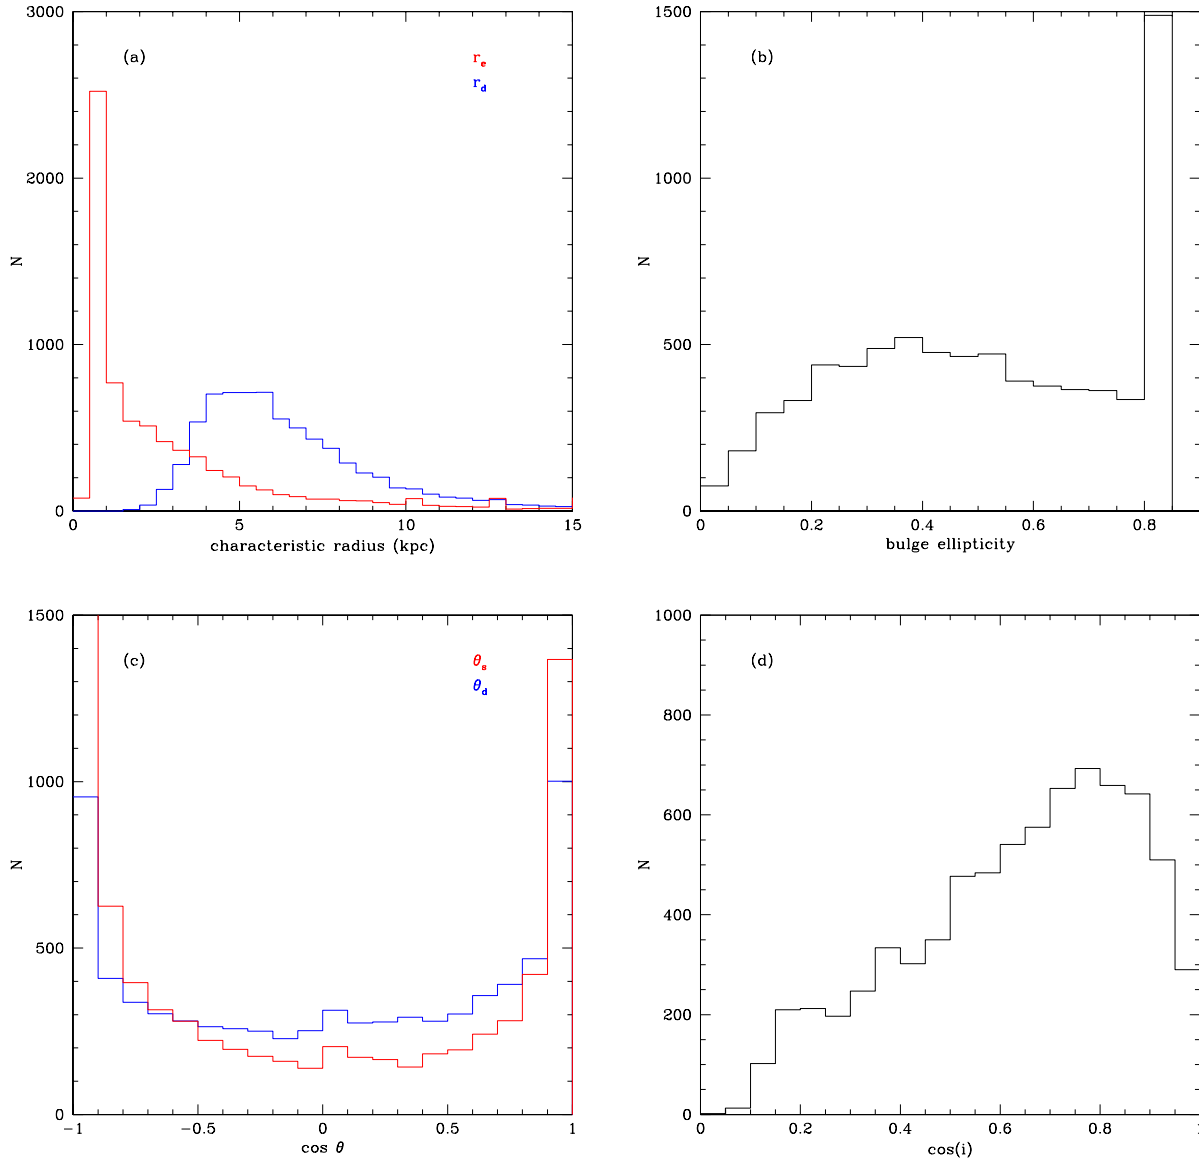 3000
2000
1000
0
N
(a)
r_e
r_d
0 5 10 15
characteristic radius (kpc)
1500
1000
500
0
N
(b)
0 0.2 0.4 0.6 0.8
bulge ellipticity
1500
1000
500
0
N
(c)
θ_s
θ_d
−1 −0.5 0 0.5 1
cos θ
1000
800
600
400
200
0
N
(d)
0 0.2 0.4 0.6 0.8 1
cos(i)